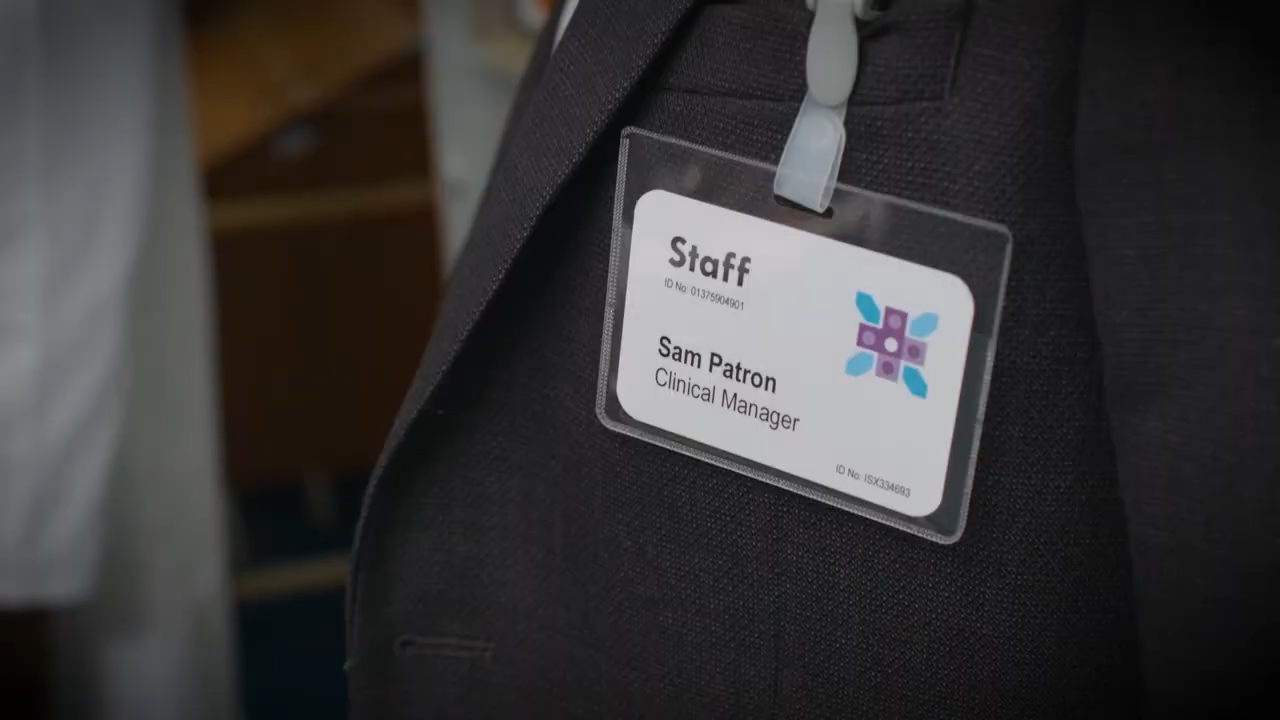 Staff
ID No: 01375904901
Sam Patron
Clinical Manager
ID No: ISX334693